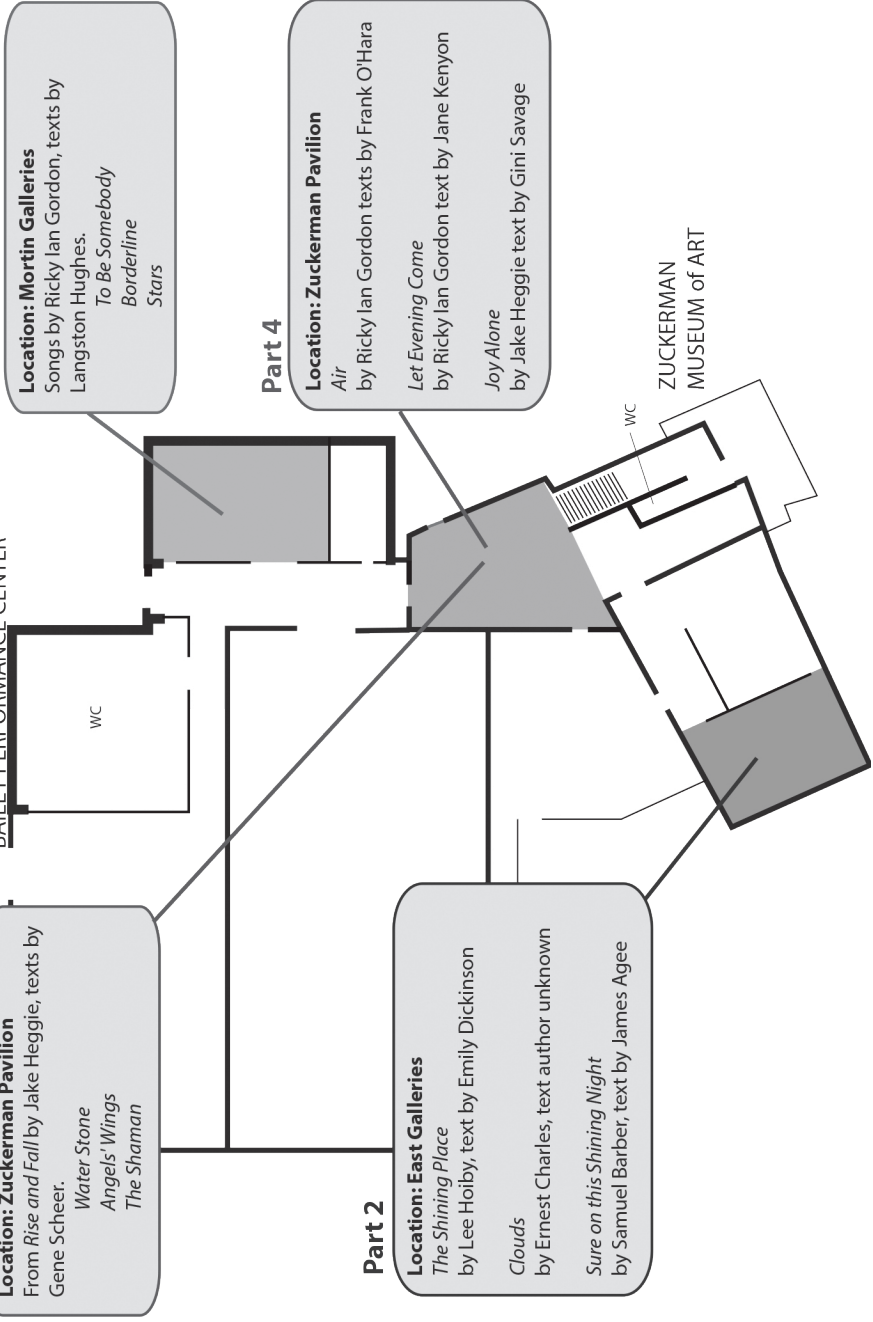 Location: Zuckerman Pavilion
From Rise and Fall by Jake Heggie, texts by
Gene Scheer.
Water Stone
Angels' Wings
The Shaman
BAILEY PERFORMANCE CENTER
WC
Location: Mortin Galleries
Songs by Ricky Ian Gordon, texts by
Langston Hughes.
To Be Somebody
Borderline
Stars
Part 2
Location: East Galleries
The Shining Place
by Lee Hoiby, text by Emily Dickinson
Clouds
by Ernest Charles, text author unknown
Sure on this Shining Night
by Samuel Barber, text by James Agee
Part 4
Location: Zuckerman Pavilion
Air
by Ricky Ian Gordon texts by Frank O'Hara
Let Evening Come
by Ricky Ian Gordon text by Jane Kenyon
Joy Alone
by Jake Heggie text by Gini Savage
WC
ZUCKERMAN
MUSEUM of ART